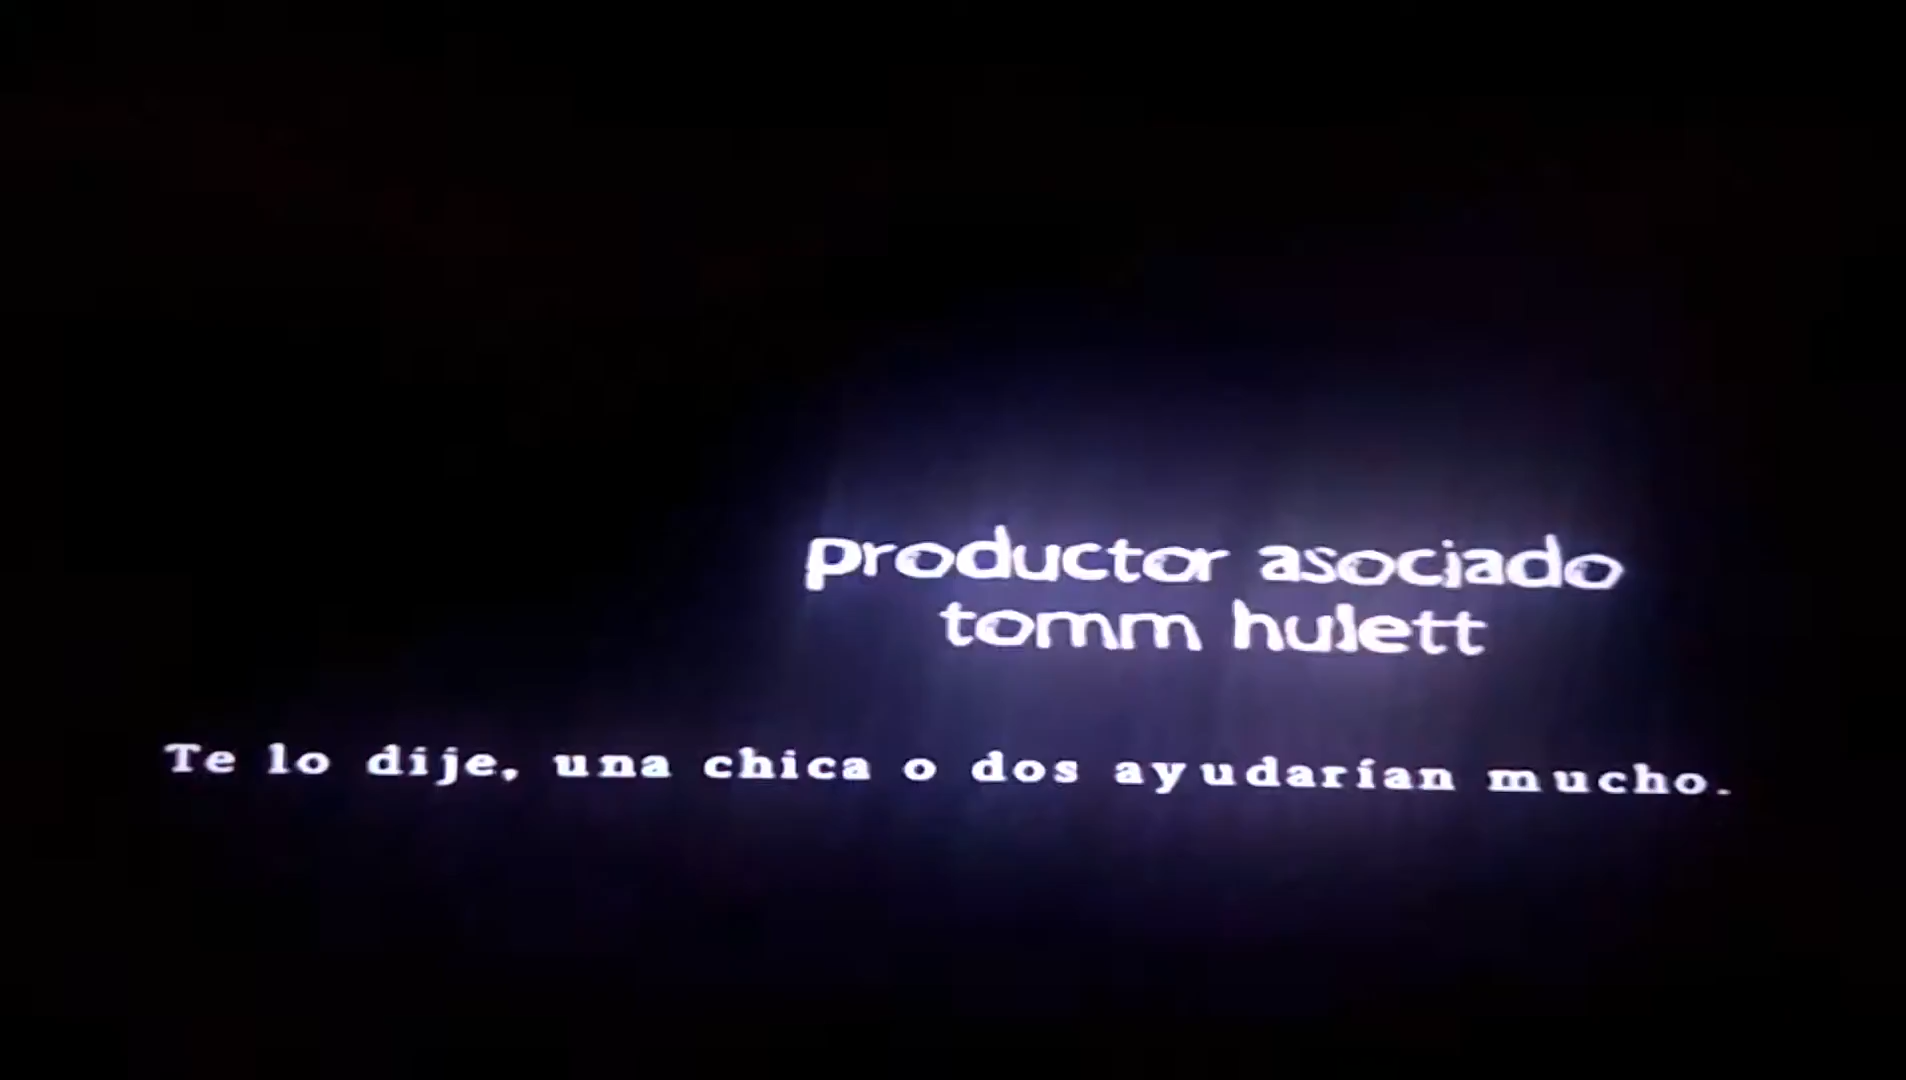 productor asociado
tomm hulett
Te lo dije, una chica o dos ayudarían mucho.